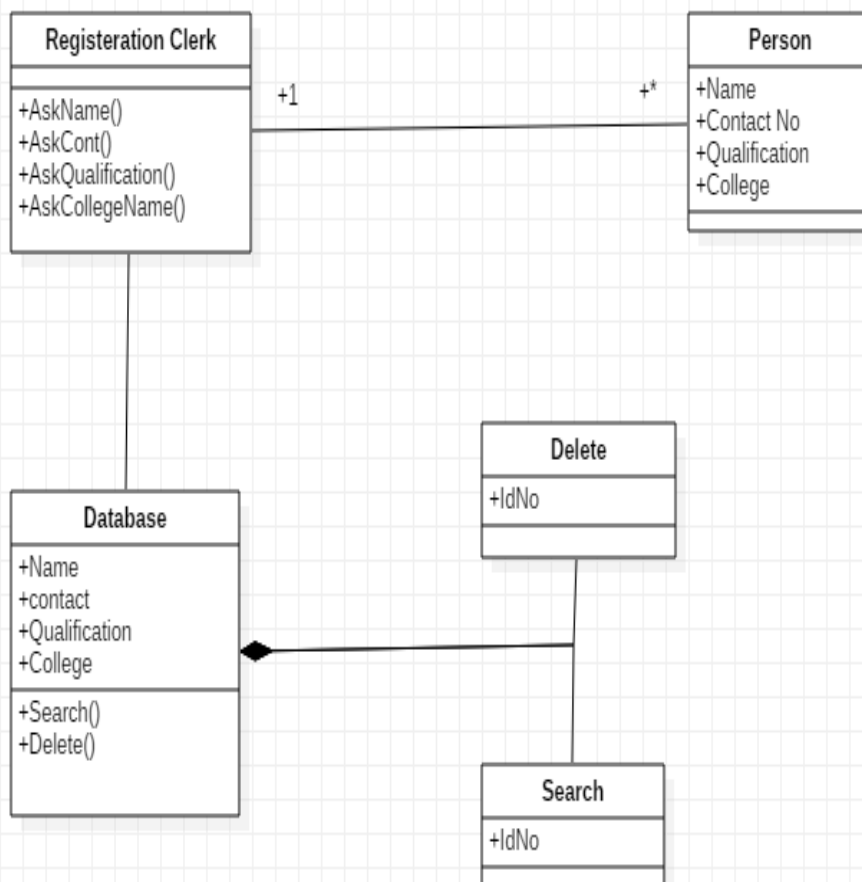 Registeration Clerk
+AskName()
+AskCont()
+AskQualification()
+AskCollegeName()
+1
+*
Person
+Name
+Contact No
+Qualification
+College
Database
+Name
+contact
+Qualification
+College
+Search()
+Delete()
Delete
+IdNo
Search
+IdNo